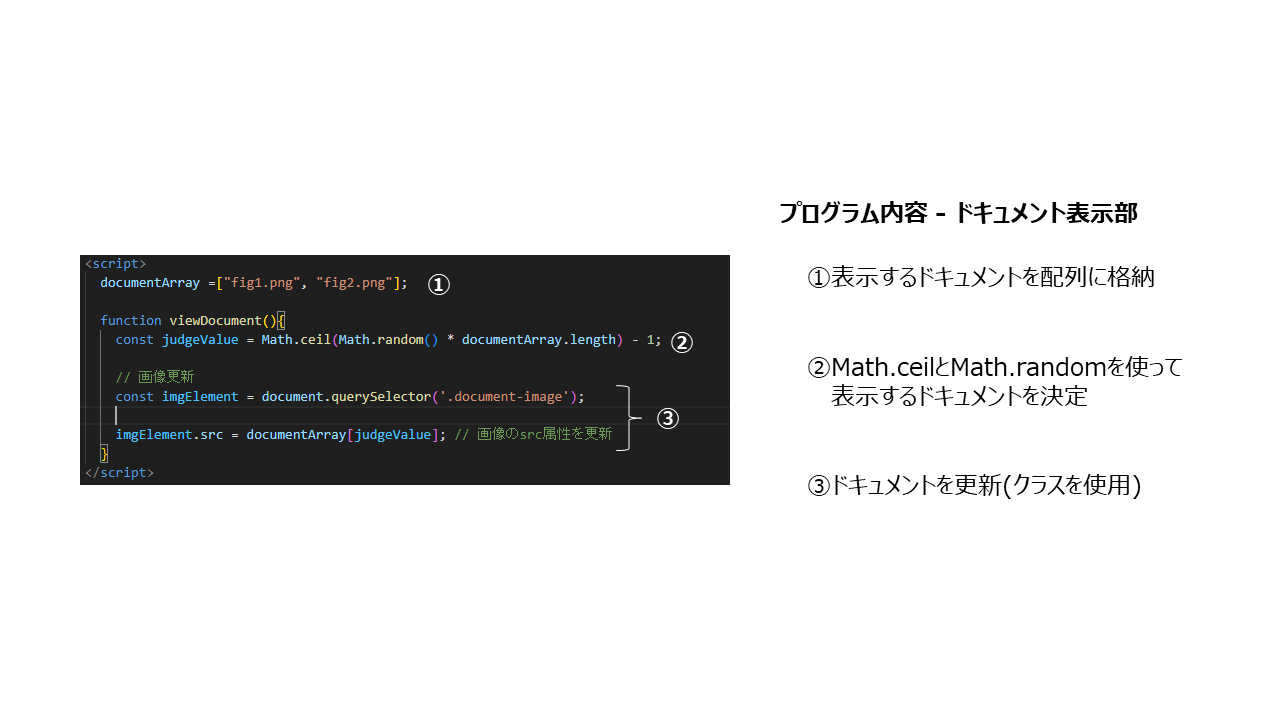 プログラム内容 - ドキュメント表示部
<script>
documentArray =["fig1.png", "fig2.png"]; ①
function viewDocument(){
const judgeValue = Math.ceil(Math.random() * documentArray.length) - 1; ②
// 画像更新
const imgElement = document.querySelector('.document-image');
③
imgElement.src = documentArray[judgeValue]; // 画像のsrc属性を更新
}
</script>
①表示するドキュメントを配列に格納
②Math.ceilとMath.randomを使って
表示するドキュメントを決定
③ドキュメントを更新(クラスを使用)